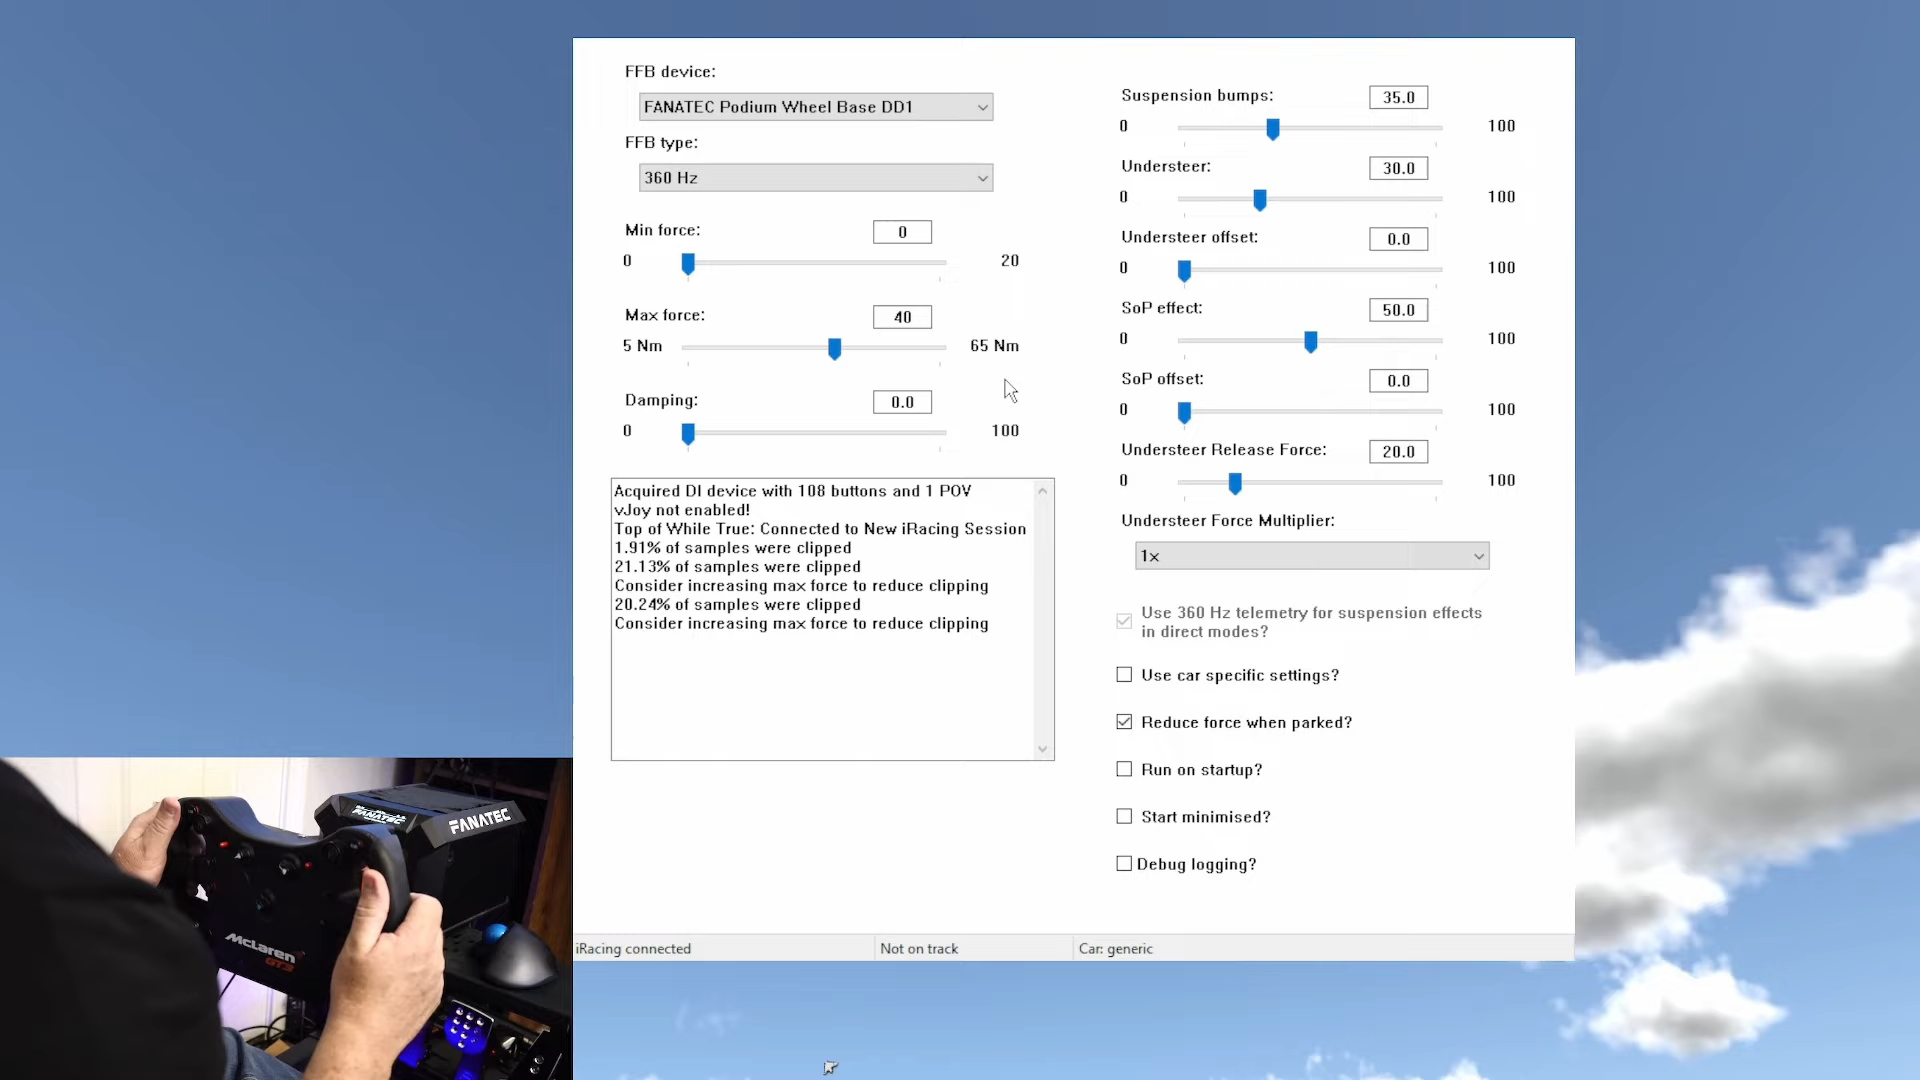 FFB device:
FANATEC Podium Wheel Base DD1
FFB type:
360 Hz
Min force:
0
0
20
Max force:
40
5 Nm
65 Nm
Damping:
0.0
0
100
Acquired DI device with 108 buttons and 1 POV
vJoy not enabled!
Top of While True: Connected to New iRacing Session
1.91% of samples were clipped
21.13% of samples were clipped
Consider increasing max force to reduce clipping
20.24% of samples were clipped
Consider increasing max force to reduce clipping
Suspension bumps:
35.0
0
100
Understeer:
30.0
0
100
Understeer offset:
0.0
0
100
SoP effect:
50.0
0
100
SoP offset:
0.0
0
100
Understeer Release Force:
20.0
0
100
Understeer Force Multiplier:
1x
Use 360 Hz telemetry for suspension effects
in direct modes?
Use car specific settings?
Reduce force when parked?
Run on startup?
Start minimised?
Debug logging?
iRacing connected
Not on track
Car: generic
FANATEC
FANATEC
McLaren
GT3